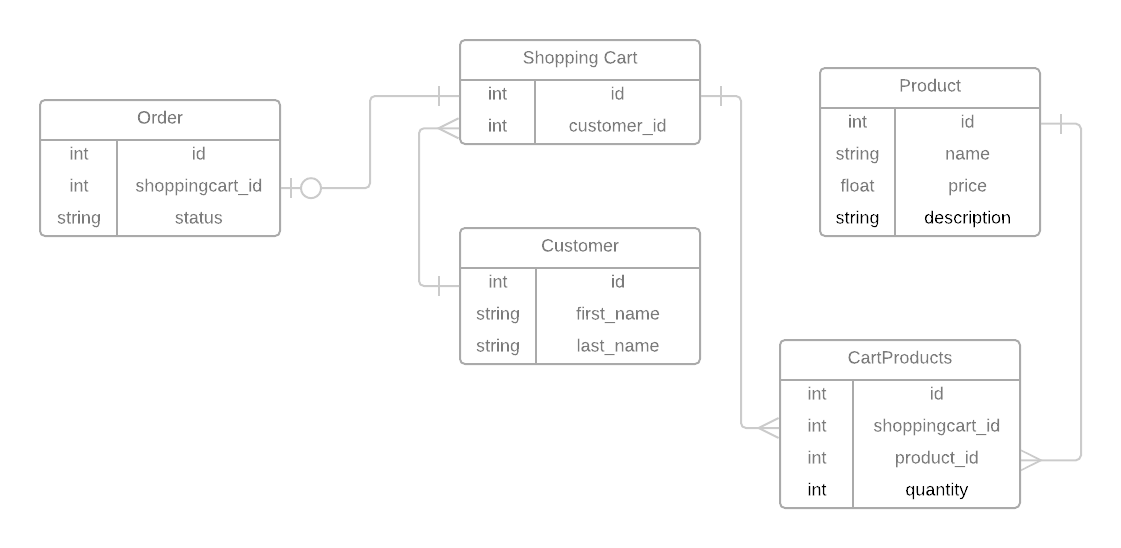 Order
int id
int shoppingcart_id
string status
Shopping Cart
int id
int customer_id
Customer
int id
string first_name
string last_name
Product
int id
string name
float price
string description
CartProducts
int id
int shoppingcart_id
int product_id
int quantity